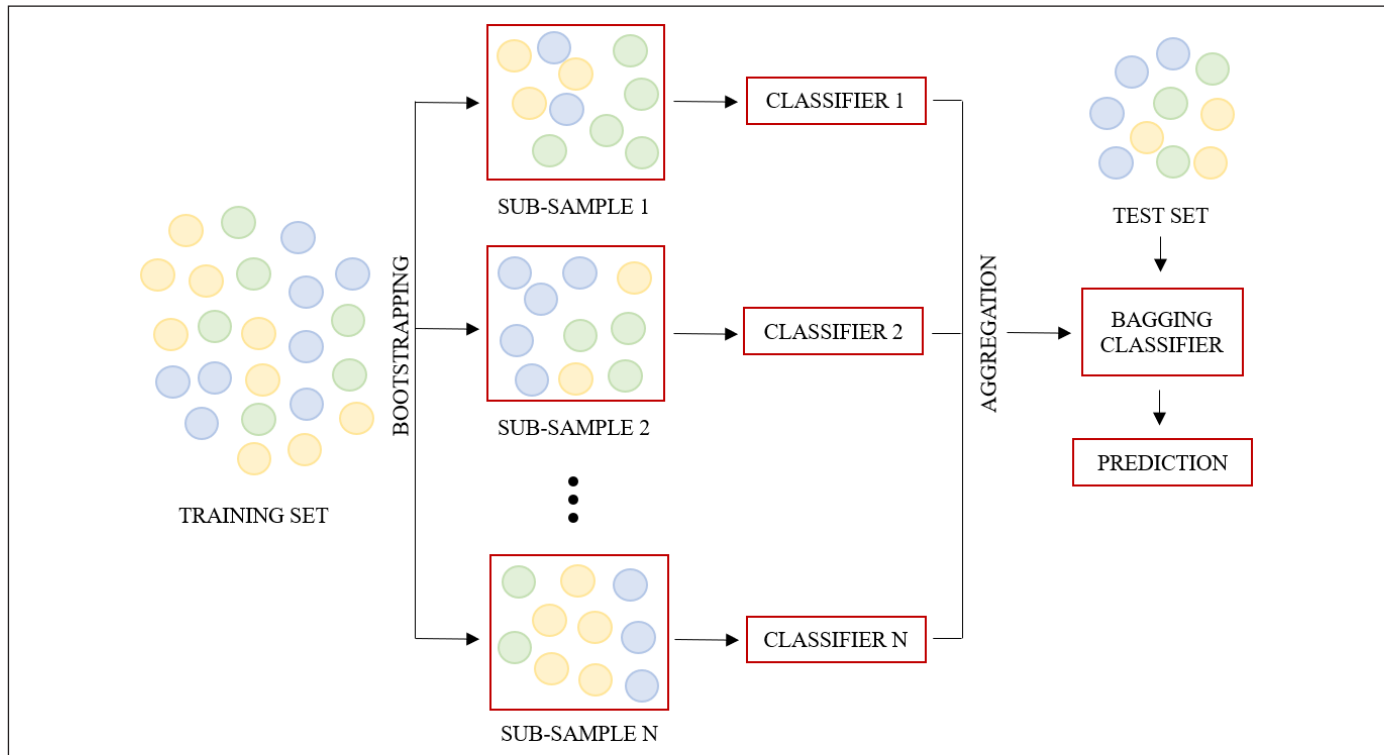 TRAINING SET
BOOTSTRAPPING
SUB-SAMPLE 1
SUB-SAMPLE 2
SUB-SAMPLE N
CLASSIFIER 1
CLASSIFIER 2
CLASSIFIER N
AGGREGATION
TEST SET
BAGGING
CLASSIFIER
PREDICTION